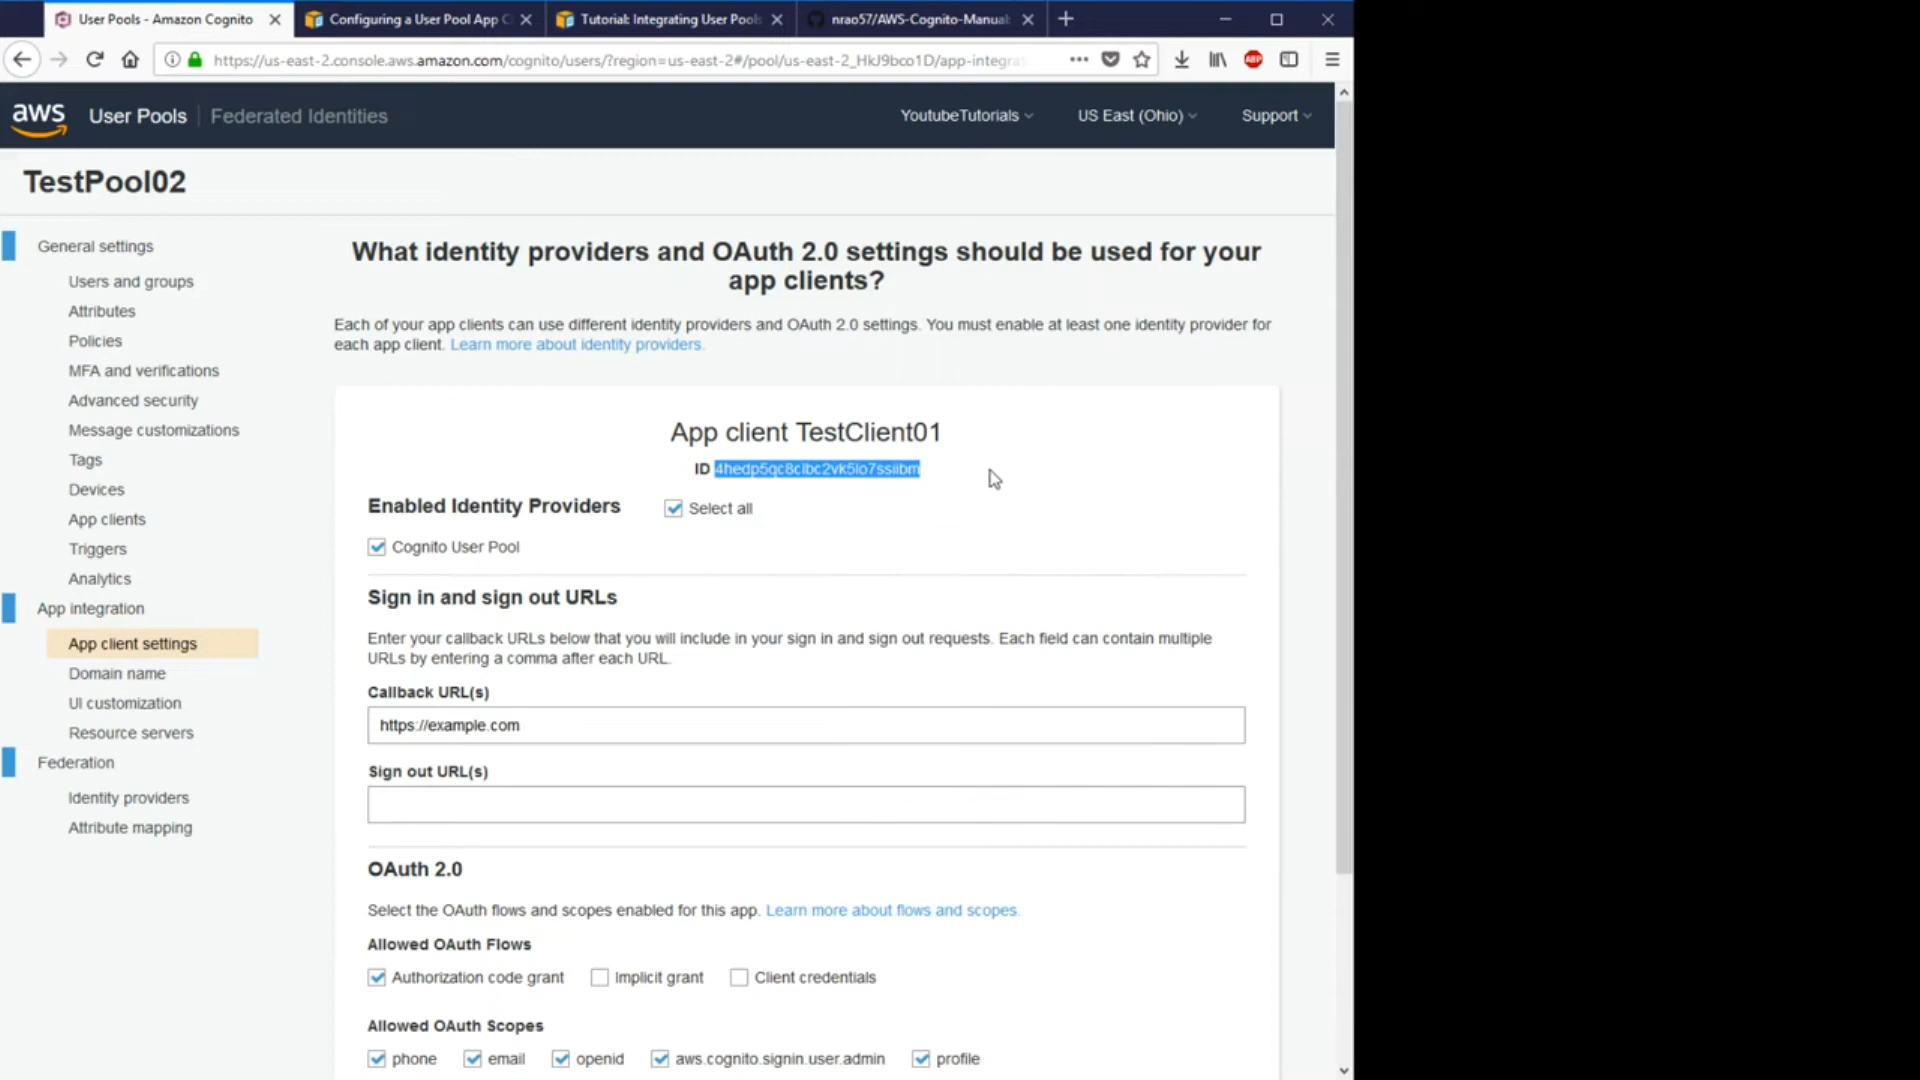 User Pools - Amazon Cognito
Configuring a User Pool App C
Tutorial: Integrating User Pools
nrao57/AWS-Cognito-Manual
https://us-east-2.console.aws.amazon.com/cognito/users/?region=us-east-2#/pool/us-east-2_HkJ9bco1D/app-integra
ABP
aws
User Pools
Federated Identities
YoutubeTutorials
US East (Ohio)
Support
TestPool02
General settings
Users and groups
Attributes
Policies
MFA and verifications
Advanced security
Message customizations
Tags
Devices
App clients
Triggers
Analytics
App integration
App client settings
Domain name
UI customization
Resource servers
Federation
Identity providers
Attribute mapping
What identity providers and OAuth 2.0 settings should be used for your
app clients?
Each of your app clients can use different identity providers and OAuth 2.0 settings. You must enable at least one identity provider for
each app client. Learn more about identity providers.
App client TestClient01
ID
Enabled Identity Providers
Select all
Cognito User Pool
Sign in and sign out URLs
Enter your callback URLs below that you will include in your sign in and sign out requests. Each field can contain multiple
URLs by entering a comma after each URL.
Callback URL(s)
https://example.com
Sign out URL(s)
OAuth 2.0
Select the OAuth flows and scopes enabled for this app. Learn more about flows and scopes.
Allowed OAuth Flows
Authorization code grant
Implicit grant
Client credentials
Allowed OAuth Scopes
phone
email
openid
aws.cognito.signin.user.admin
profile